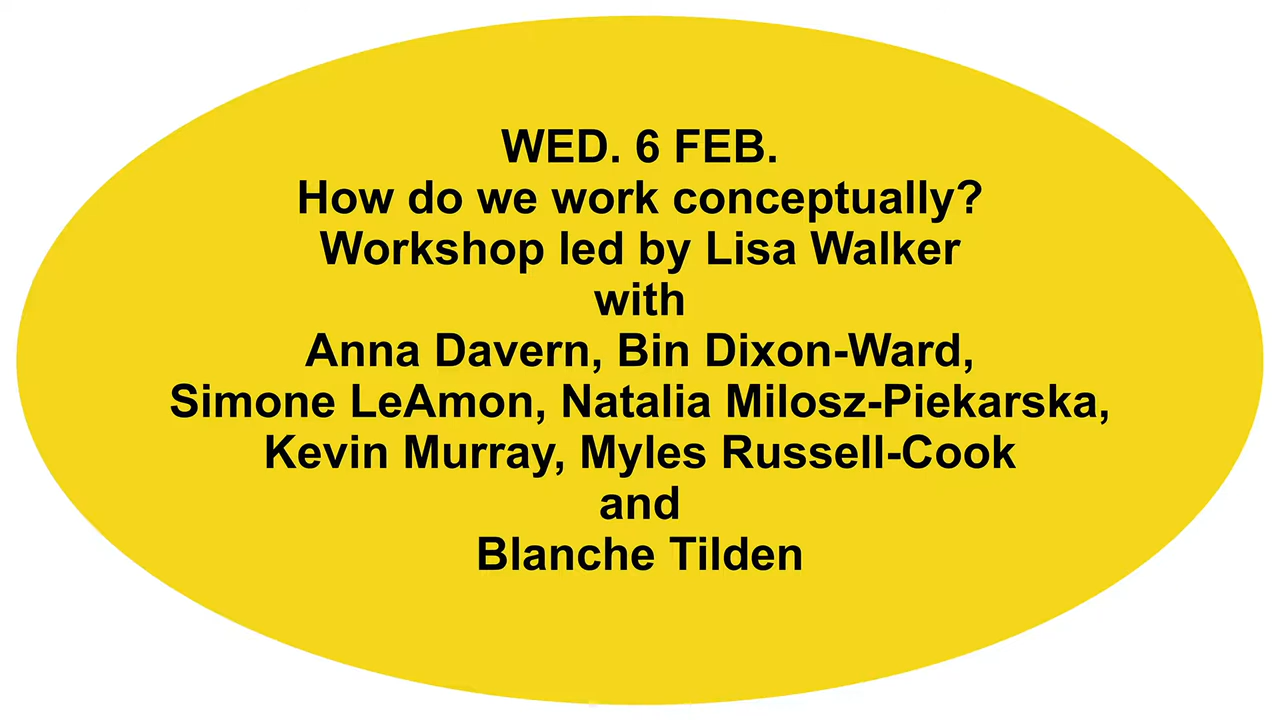 WED. 6 FEB.
How do we work conceptually?
Workshop led by Lisa Walker
with
Anna Davern, Bin Dixon-Ward,
Simone LeAmon, Natalia Milosz-Piekarska,
Kevin Murray, Myles Russell-Cook
and
Blanche Tilden